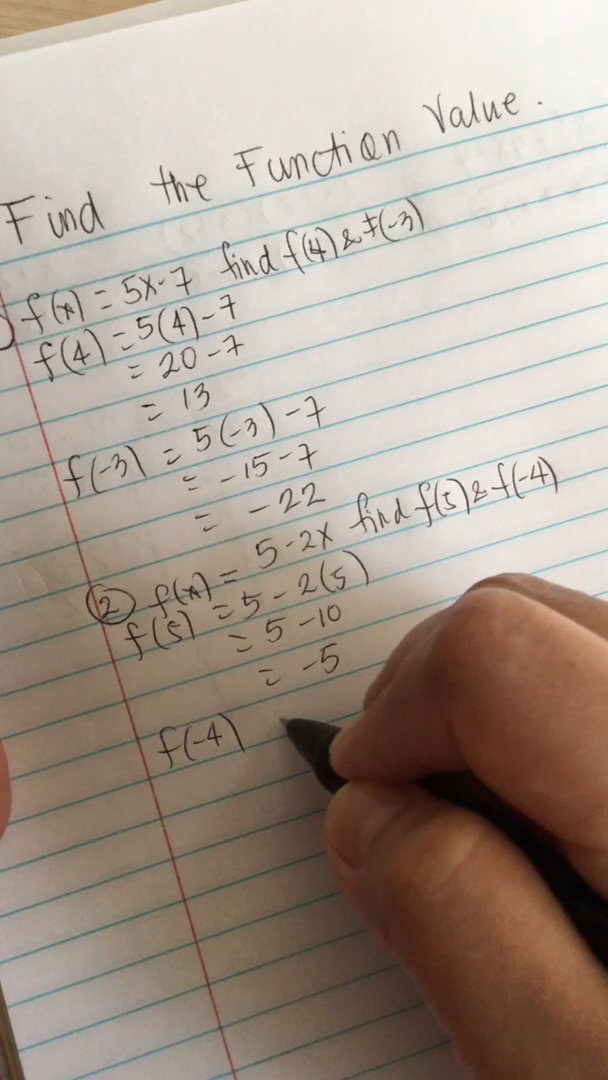 Find the Function Value.
f(x) = 5x-7 find f(4) & f(-3)
f(4) = 5(4)-7
= 20-7
= 13
f(-3) = 5(-3)-7
= -15-7
= -22
② f(x) = 5-2x find f(5) & f(-4)
f(5) = 5-2(5)
= 5-10
= -5
f(-4)